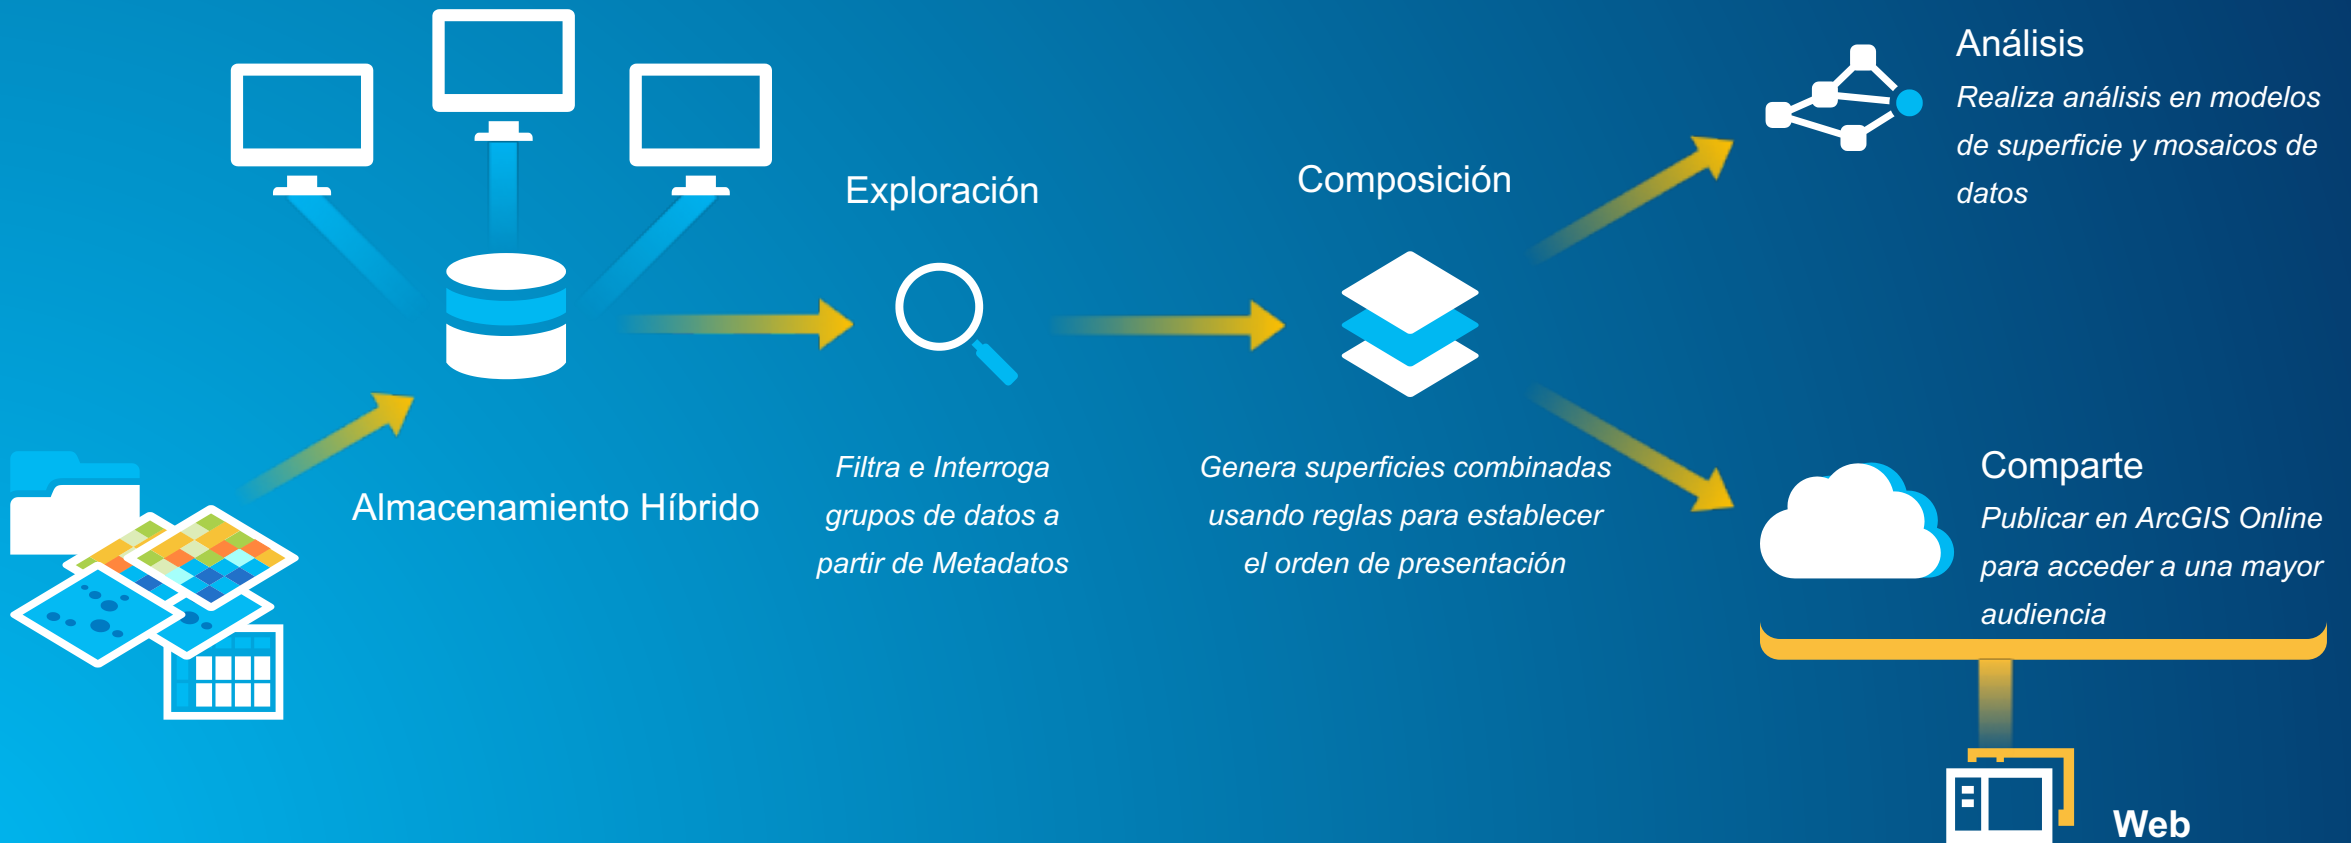 Almacenamiento Híbrido
Exploración
Filtra e Interroga
grupos de datos a
partir de Metadatos
Composición
Genera superficies combinadas
usando reglas para establecer
el orden de presentación
Análisis
Realiza análisis en modelos
de superficie y mosaicos de
datos
Comparte
Publicar en ArcGIS Online
para acceder a una mayor
audiencia
Web